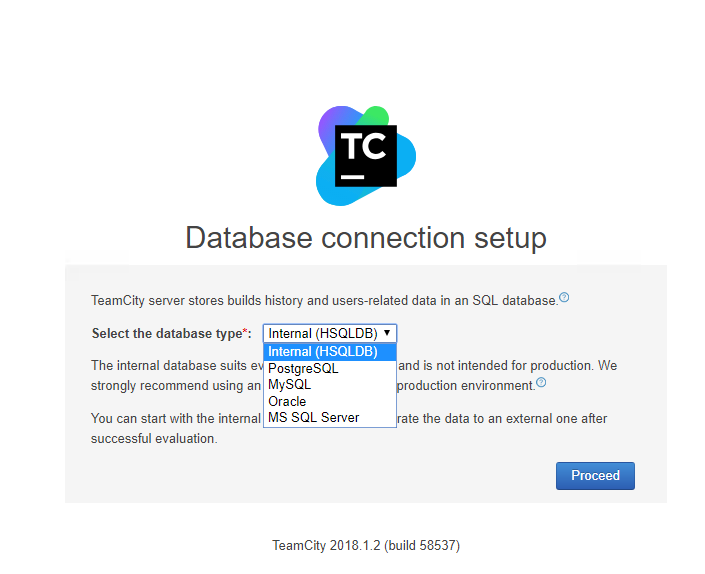 TC
Database connection setup
TeamCity server stores builds history and users-related data in an SQL database.?
Select the database type*: Internal (HSQLDB)
Internal (HSQLDB)
The internal database suits ev and is not intended for production. We
PostgreSQL
strongly recommend using an production environment.?
MySQL
Oracle
You can start with the internal rate the data to an external one after
MS SQL Server
successful evaluation.
Proceed
TeamCity 2018.1.2 (build 58537)